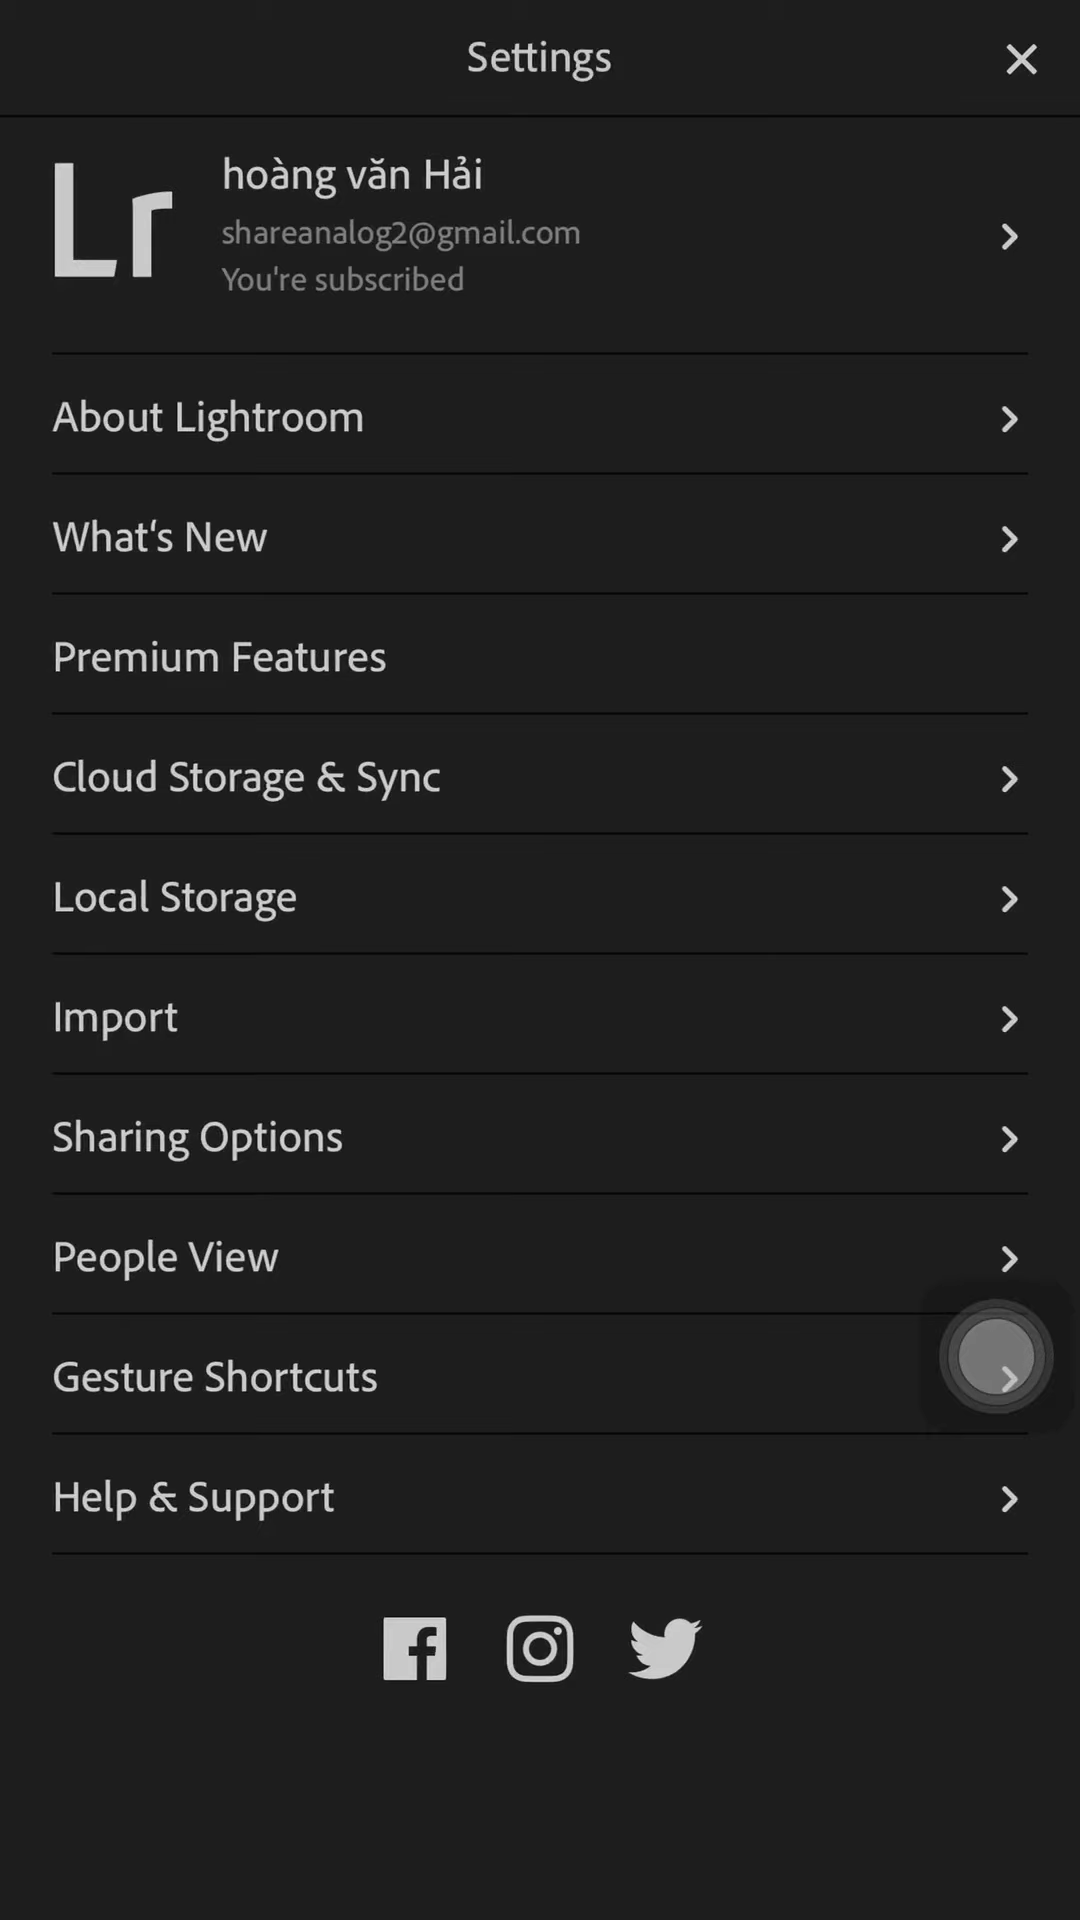 Settings
Lr
hoàng văn Hải
shareanalog2@gmail.com
You're subscribed
About Lightroom
What‘s New
Premium Features
Cloud Storage & Sync
Local Storage
Import
Sharing Options
People View
Gesture Shortcuts
Help & Support